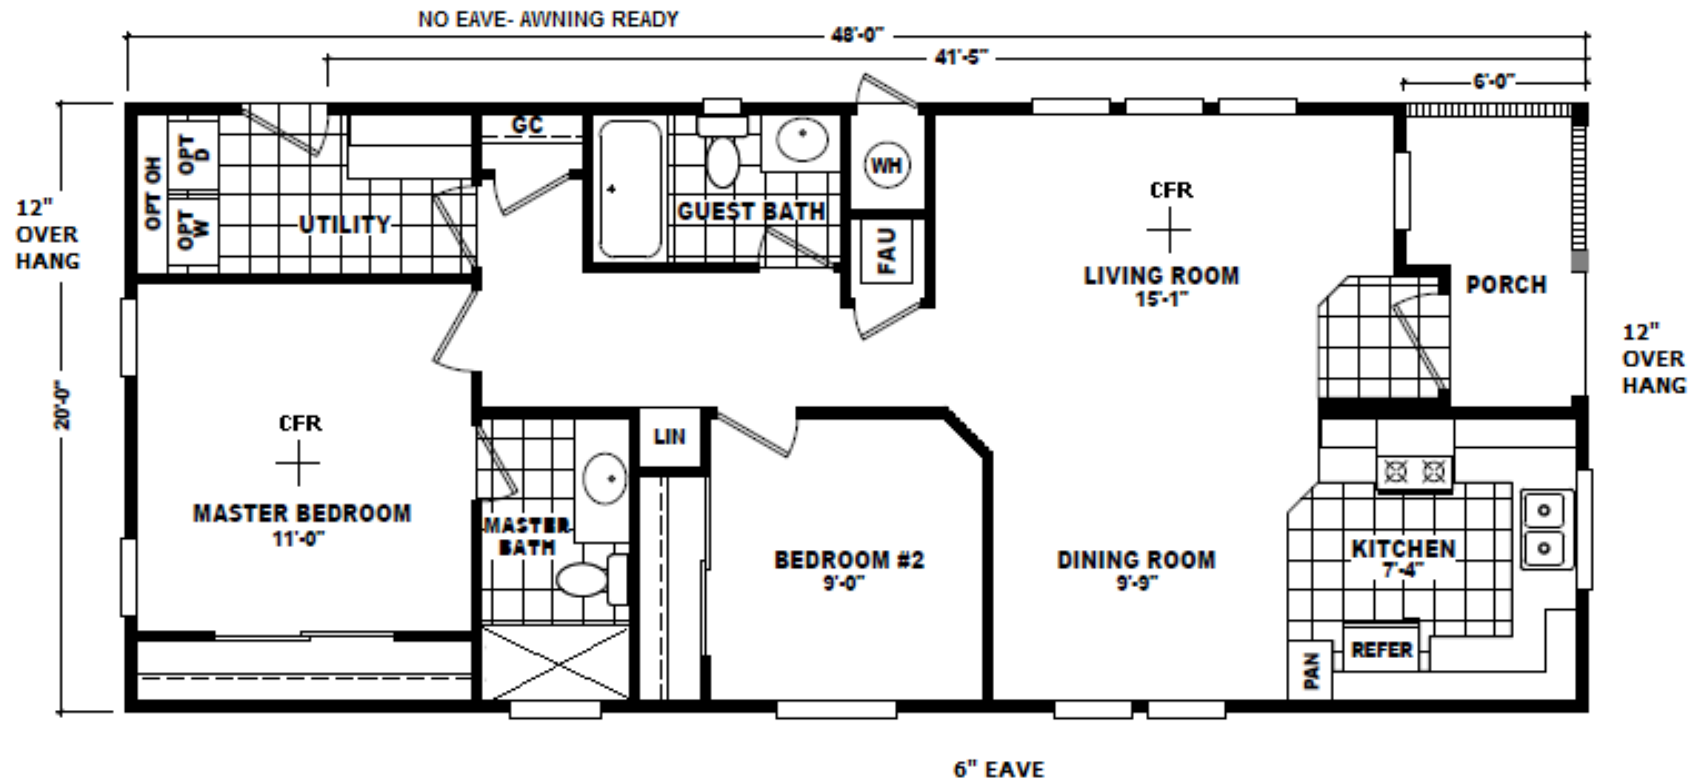 NO EAVE- AWNING READY
48'-0"
41'-5"
6'-0"
12"
OVER
HANG
20'-0"
OPT OH
OPT
D
OPT
W
UTILITY
GC
GUEST BATH
WH
FAU
CFR
LIVING ROOM
15'-1"
PORCH
12"
OVER
HANG
CFR
MASTER BEDROOM
11'-0"
MASTER
BATH
LIN
BEDROOM #2
9'-0"
DINING ROOM
9'-9"
KITCHEN
7'-4"
REFER
PAN
6" EAVE